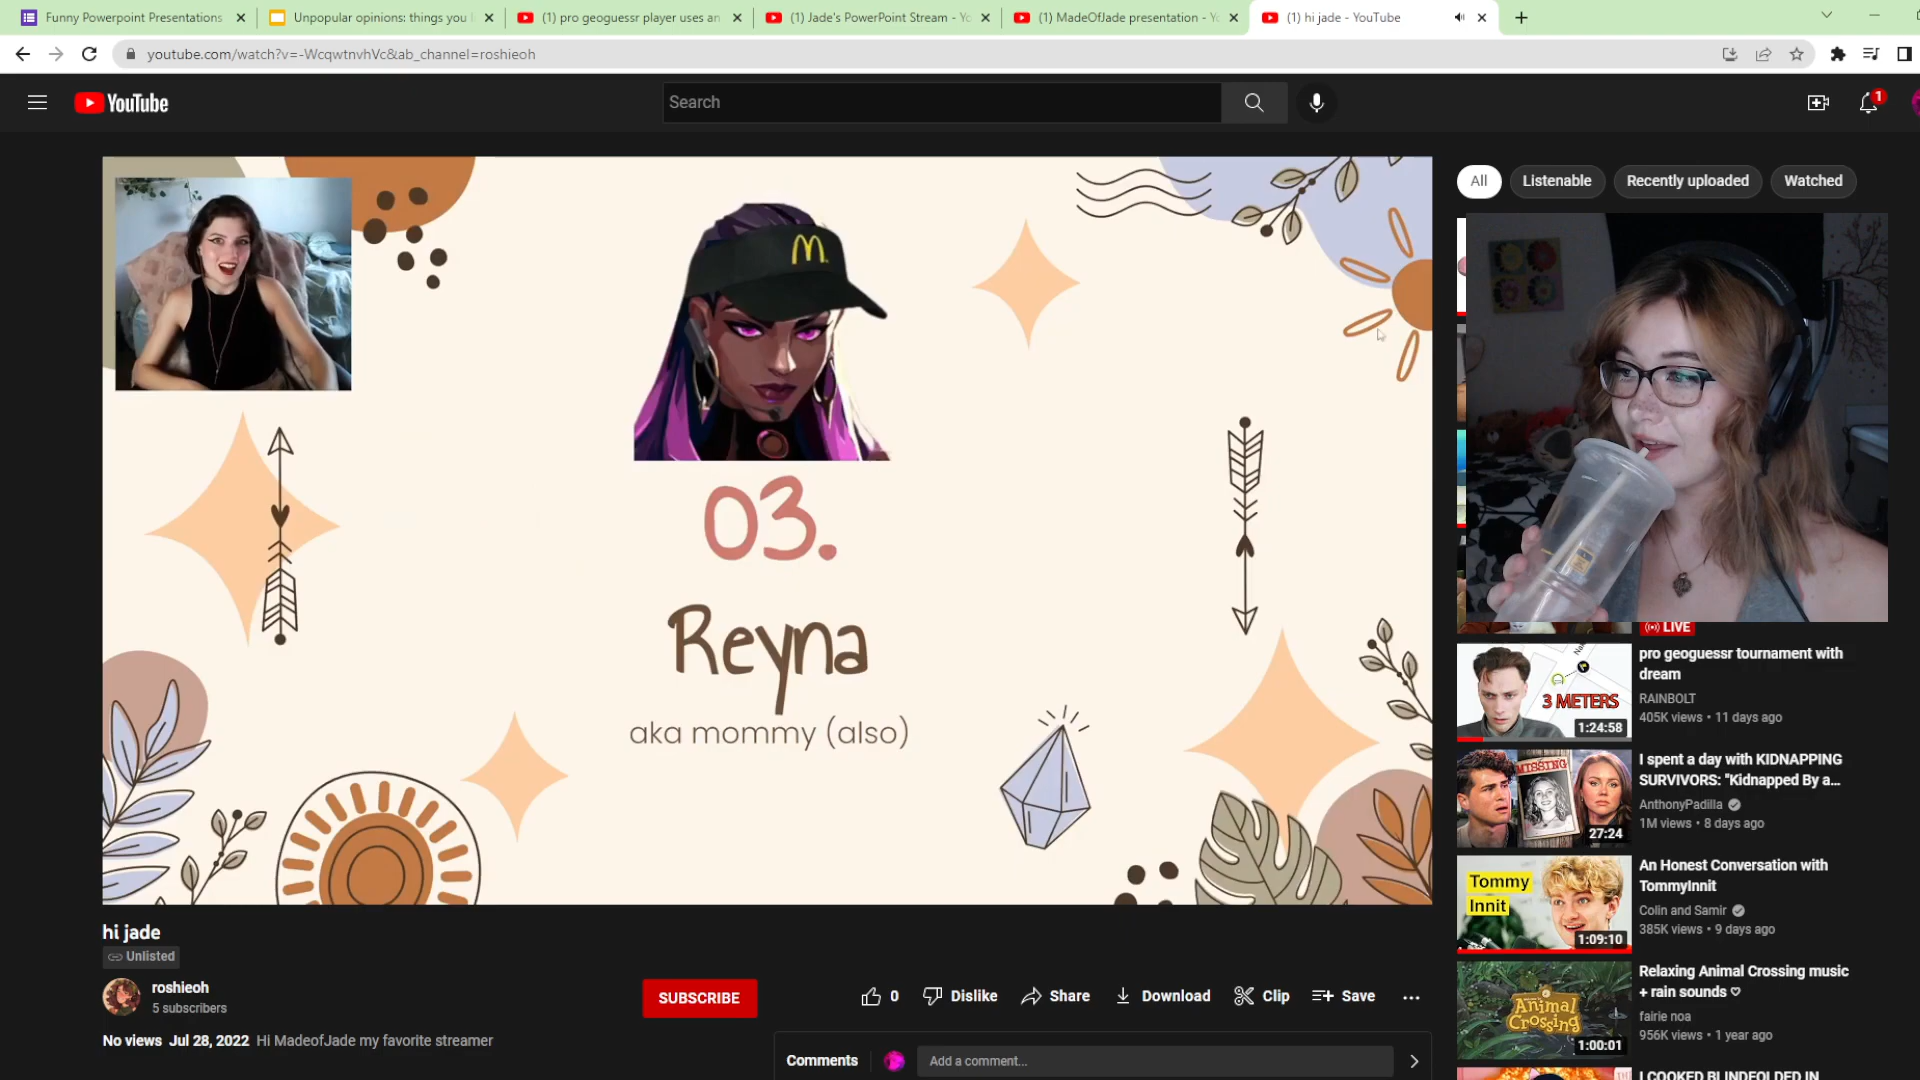 Funny Powerpoint Presentations
Unpopular opinions: things you
(1) pro geoguessr player uses an
(1) Jade's PowerPoint Stream - Yo
(1) MadeOfJade presentation - Yo
(1) hi jade - YouTube
youtube.com/watch?v=-WcqwtnvhVc&ab_channel=roshieoh
YouTube
Search
1
All
Listenable
Recently uploaded
Watched
03.
Reyna
aka mommy (also)
LIVE
pro geoguessr tournament with
dream
RAINBOLT
405K views • 11 days ago
3 METERS
1:24:58
I spent a day with KIDNAPPING
SURVIVORS: "Kidnapped By a...
AnthonyPadilla
1M views • 8 days ago
MISSING
27:24
An Honest Conversation with
TommyInnit
Colin and Samir
385K views • 9 days ago
Tommy
Innit
1:09:10
Relaxing Animal Crossing music
+ rain sounds ♡
fairie noa
956K views • 1 year ago
Animal
Crossing
1:00:01
I COOKED BLINDFOLDED IN
hi jade
Unlisted
roshieoh
5 subscribers
SUBSCRIBE
0
Dislike
Share
Download
Clip
Save
No views Jul 28, 2022 Hi MadeofJade my favorite streamer
Comments
Add a comment...